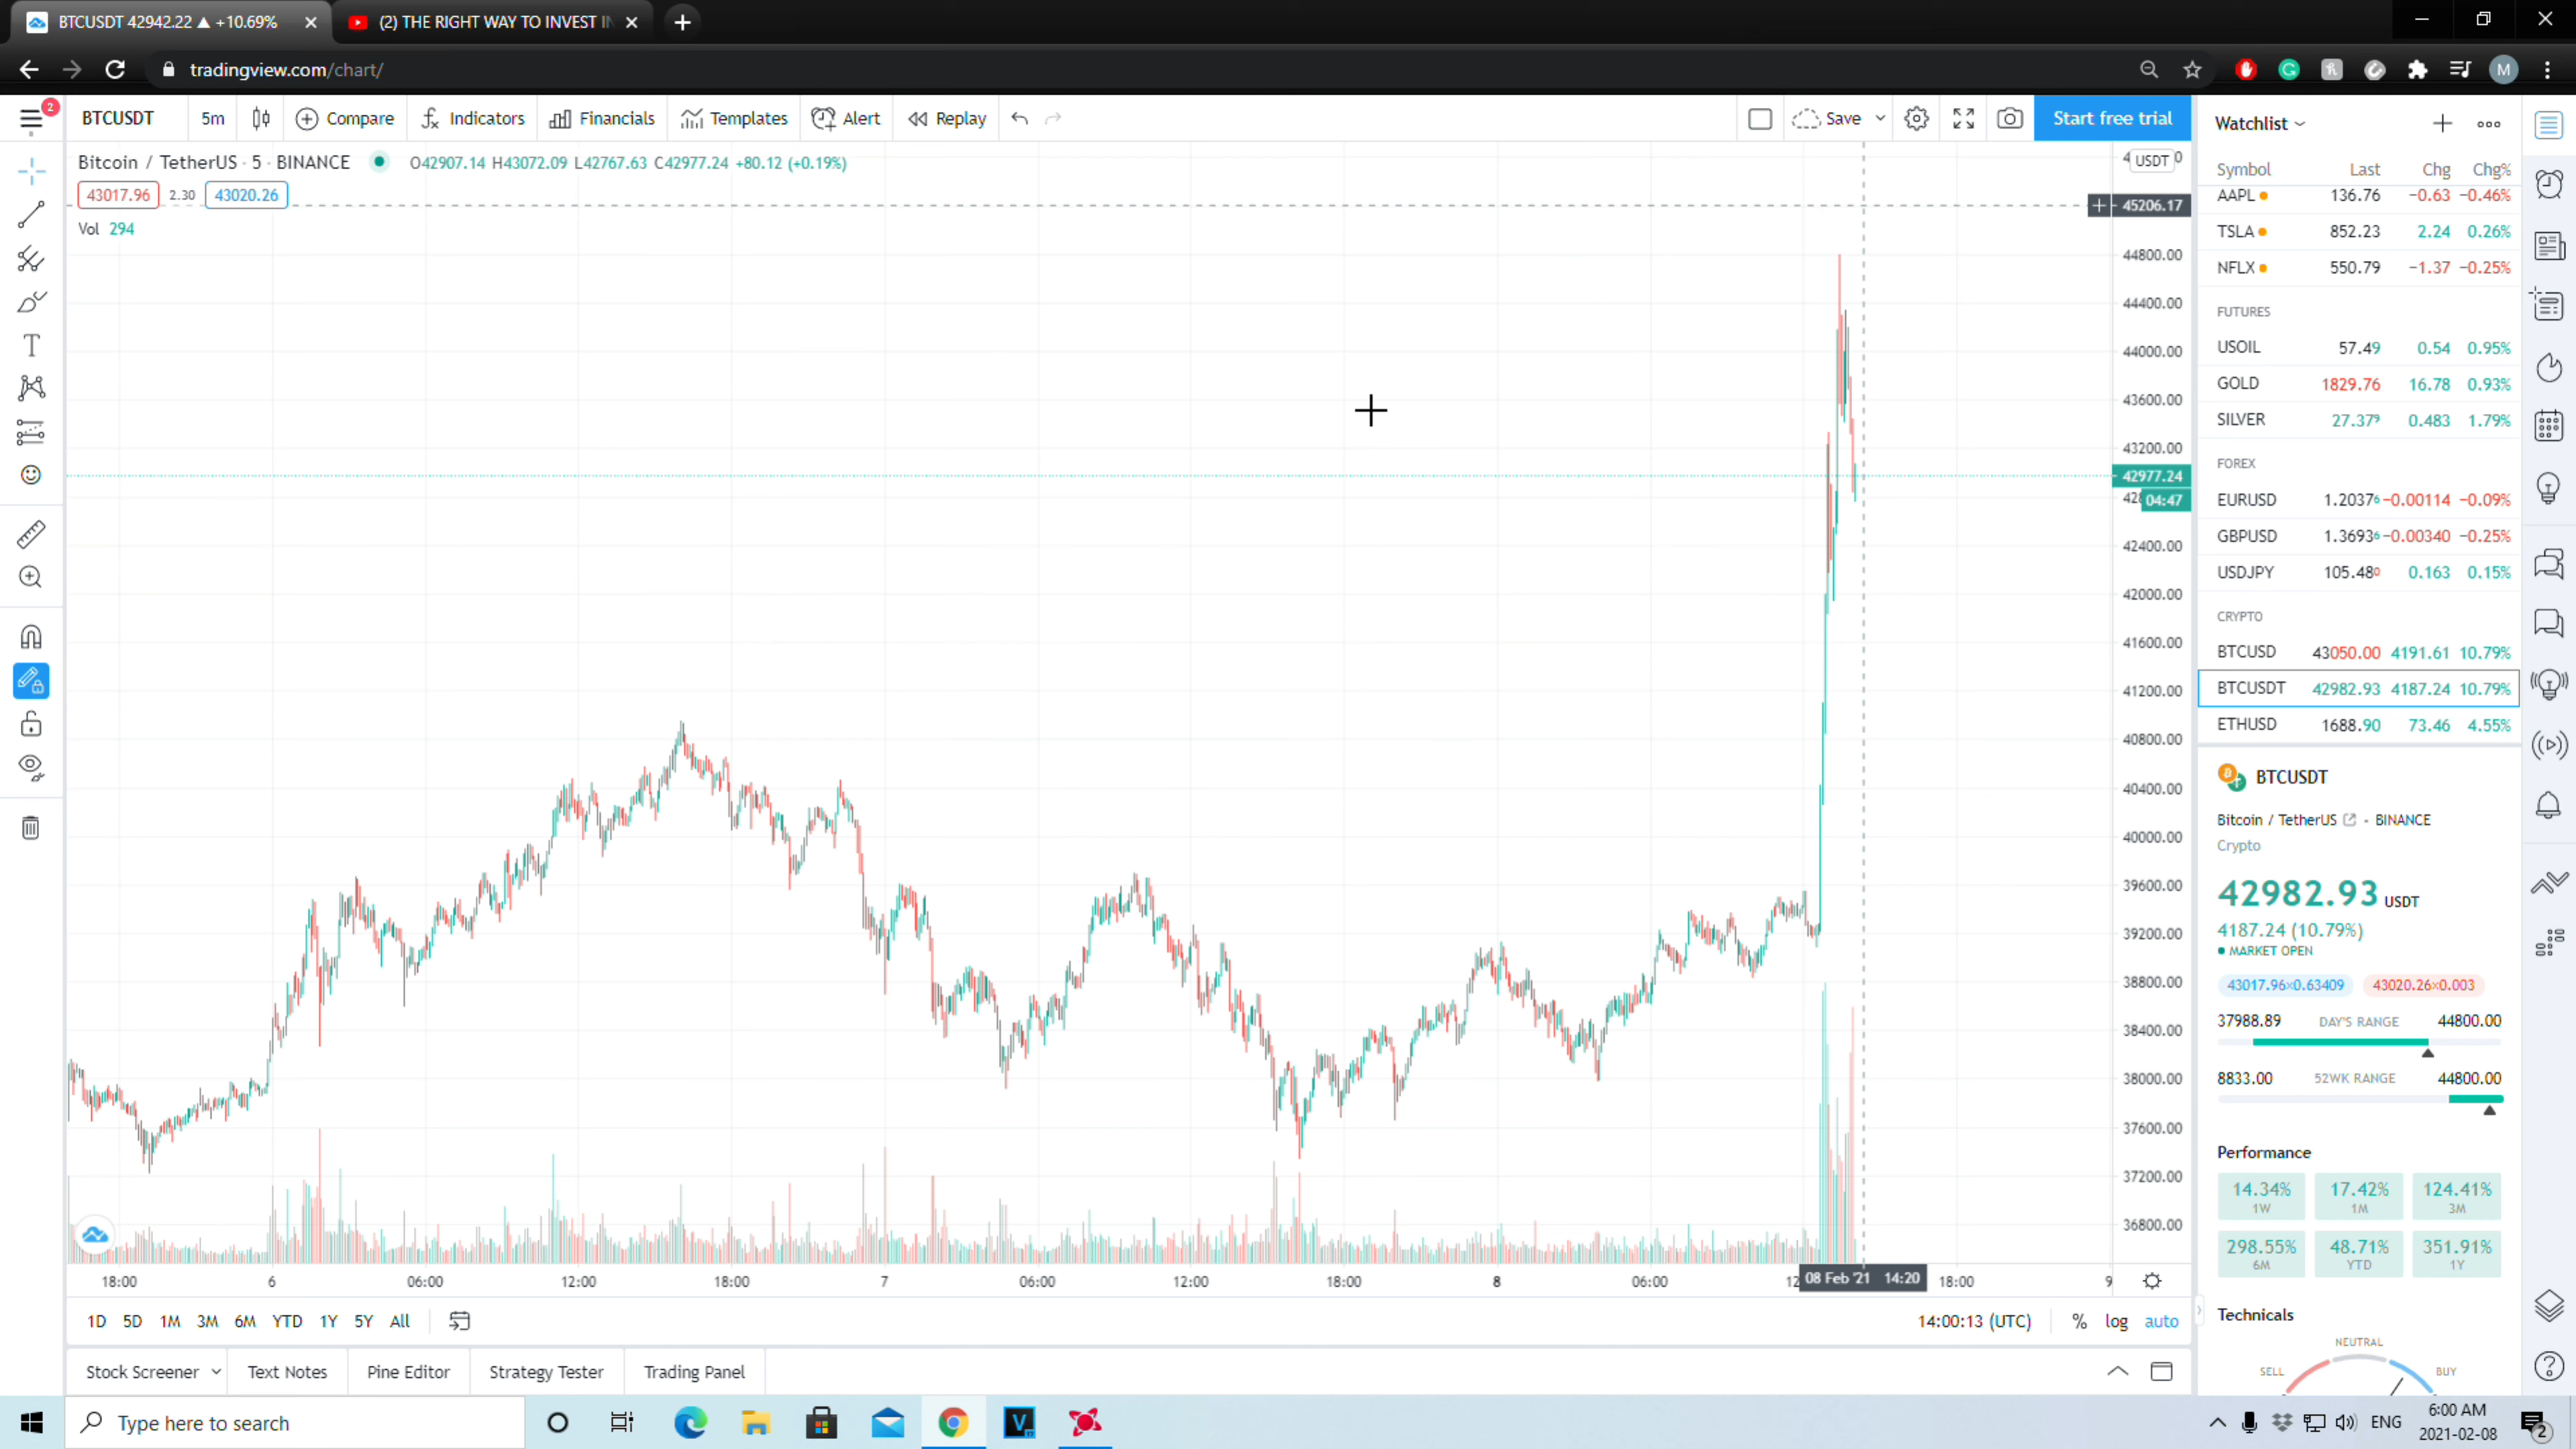 BTCUSDT 42942.22 ▲ +10.69%
(2) THE RIGHT WAY TO INVEST IN
tradingview.com/chart/
M
2
BTCUSDT 5m Compare Indicators Financials Templates Alert Replay Save Start free trial
Bitcoin / TetherUS · 5 · BINANCE O42907.14 H43072.09 L42767.63 C42977.24 +80.12 (+0.19%)
43017.96 2.30 43020.26
Vol 294
USDT
45206.17
44800.00
44400.00
44000.00
43600.00
43200.00
42977.24
04:47
42400.00
42000.00
41600.00
41200.00
40800.00
40400.00
40000.00
39600.00
39200.00
38800.00
38400.00
38000.00
37600.00
37200.00
36800.00
18:00 6 06:00 12:00 18:00 7 06:00 12:00 18:00 8 06:00 08 Feb '21 14:20 18:00 9
1D 5D 1M 3M 6M YTD 1Y 5Y All 14:00:13 (UTC) % log auto
Stock Screener Text Notes Pine Editor Strategy Tester Trading Panel
Watchlist
Symbol Last Chg Chg%
AAPL 136.76 −0.63 −0.46%
TSLA 852.23 2.24 0.26%
NFLX 550.79 −1.37 −0.25%
FUTURES
USOIL 57.49 0.54 0.95%
GOLD 1829.76 16.78 0.93%
SILVER 27.379 0.483 1.79%
FOREX
EURUSD 1.20376 −0.00114 −0.09%
GBPUSD 1.36936 −0.00340 −0.25%
USDJPY 105.480 0.163 0.15%
CRYPTO
BTCUSD 43050.00 4191.61 10.79%
BTCUSDT 42982.93 4187.24 10.79%
ETHUSD 1688.90 73.46 4.55%
BTCUSDT
Bitcoin / TetherUS · BINANCE
Crypto
42982.93 USDT
4187.24 (10.79%)
MARKET OPEN
43017.96×0.63409 43020.26×0.003
37988.89 DAY'S RANGE 44800.00
8833.00 52WK RANGE 44800.00
Performance
14.34% 17.42% 124.41%
1W 1M 3M
298.55% 48.71% 351.91%
6M YTD 1Y
Technicals
NEUTRAL
SELL BUY
Type here to search
ENG
6:00 AM
2021-02-08
2